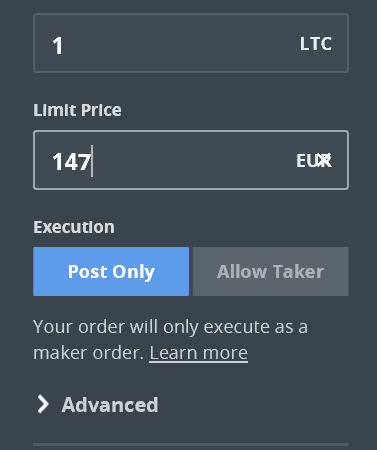 1 LTC
Limit Price
147 EUR
Execution
Post Only Allow Taker
Your order will only execute as a
maker order. Learn more
Advanced